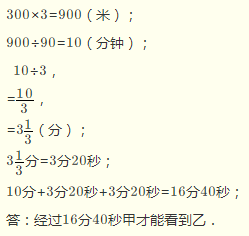 300×3=900（米）；
900÷90=10（分钟）；
10÷3，
=10/3，
=3 1/3（分）；
3 1/3分=3分20秒；
10分+3分20秒+3分20秒=16分40秒；
答：经过16分40秒甲才能看到乙．